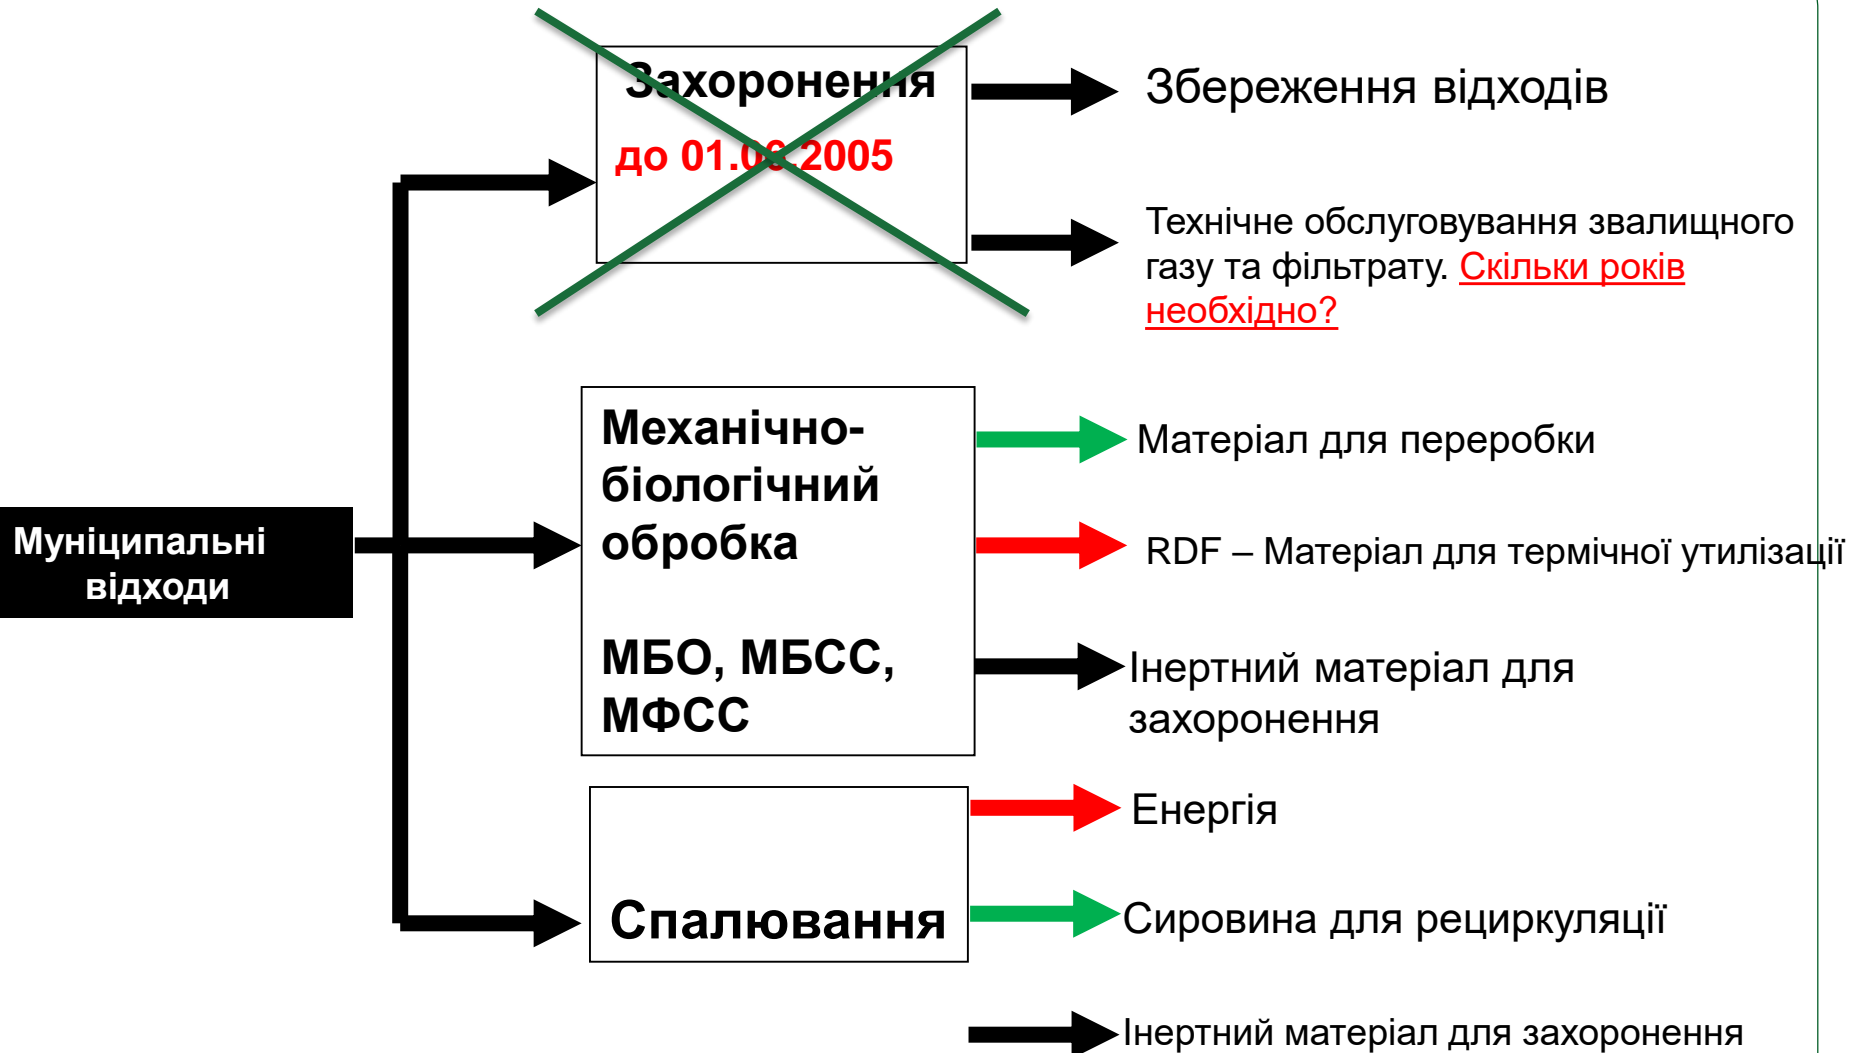 Захоронення
до 01.06.2005
Збереження відходів
Технічне обслуговування звалищного
газу та фільтрату. Скільки років
необхідно?
Муніципальні
відходи
Механічно-
біологічний
обробка
МБО, МБСС,
МФСС
Матеріал для переробки
RDF – Матеріал для термічної утилізації
Інертний матеріал для
захоронення
Спалювання
Енергія
Сировина для рециркуляції
Інертний матеріал для захоронення